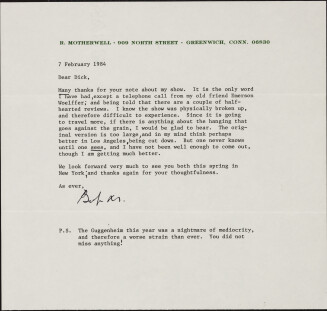 R. MOTHERWELL · 909 NORTH STREET · GREENWICH, CONN. 06830
7 February 1984
Dear Dick,
Many thanks for your note about my show. It is the only word
I have had,except a telephone call from my old friend Emerson
Woelffer; and being told that there are a couple of half-
hearted reviews. I know the show was physically broken up,
and therefore difficult to experience. Since it is going
to travel more, if there is anything about the hanging that
goes against the grain, I would be glad to hear. The orig-
inal version is too large,and in my mind think perhaps
better in Los Angeles,being cut down. But one never knows
until one sees, and I have not been well enough to come out,
though I am getting much better.
We look forward very much to see you both this spring in
New York,and thanks again for your thoughtfulness.
As ever,
Bob M.
P.S. The Guggenheim this year was a nightmare of mediocrity,
and therefore a worse strain than ever. You did not
miss anything!